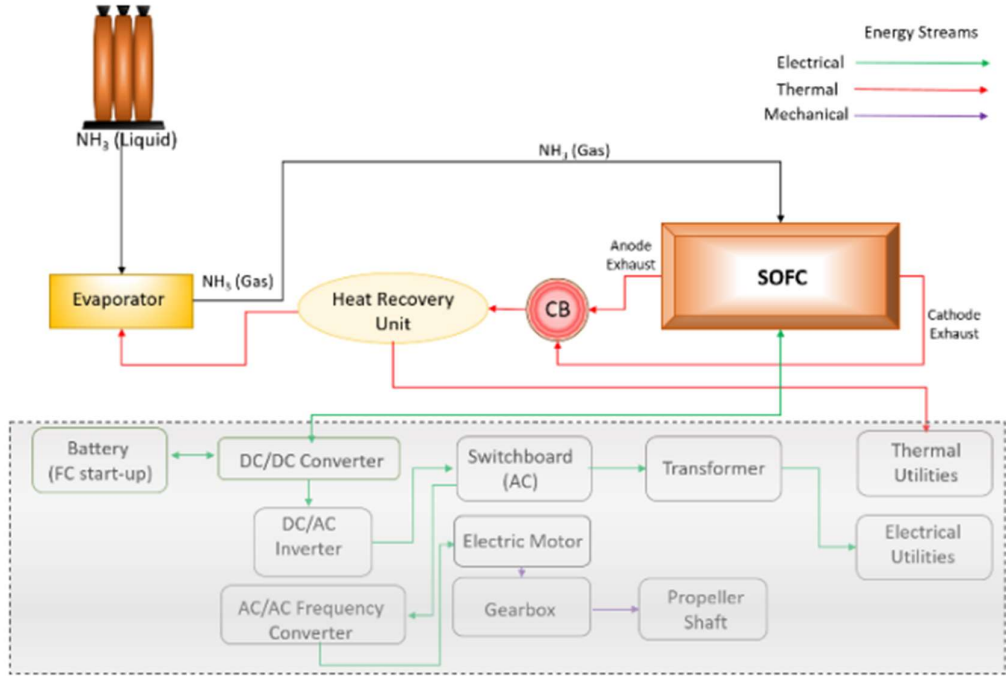 Energy Streams
Electrical
Thermal
Mechanical
NH3 (Liquid)
NH3 (Gas)
Anode
Exhaust
SOFC
NH3 (Gas)
Evaporator
Heat Recovery
Unit
CB
Cathode
Exhaust
Battery
(FC start-up)
DC/DC Converter
Switchboard
(AC)
Transformer
Thermal
Utilities
DC/AC
Inverter
Electric Motor
Electrical
Utilities
AC/AC Frequency
Converter
Gearbox
Propeller
Shaft